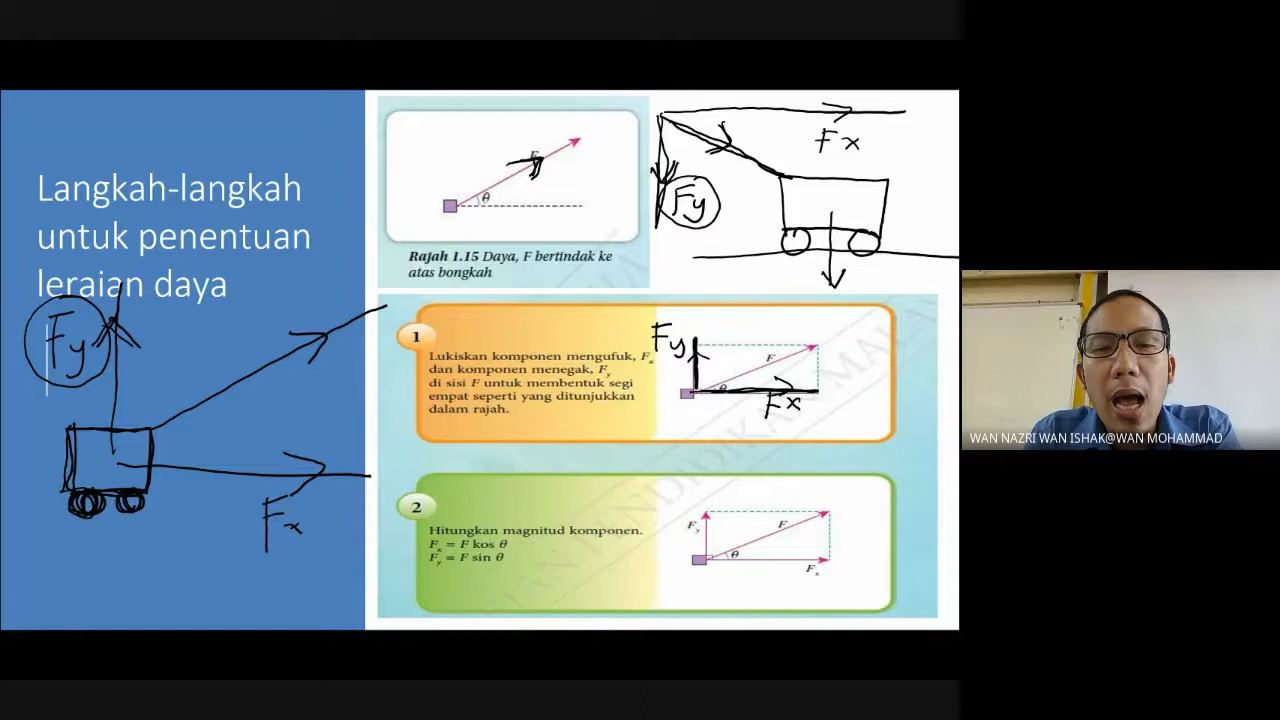 Langkah-langkah
untuk penentuan
leraian daya
Fy
Fx
F
θ
Rajah 1.15 Daya, F bertindak ke
atas bongkah
Fx
Fy
1
Lukiskan komponen mengufuk, Fx
dan komponen menegak, Fy
di sisi F untuk membentuk segi
empat seperti yang ditunjukkan
dalam rajah.
Fy
F
θ
Fx
2
Hitungkan magnitud komponen.
Fx = F kos θ
Fy = F sin θ
Fy
F
θ
Fx
WAN NAZRI WAN ISHAK@WAN MOHAMMAD